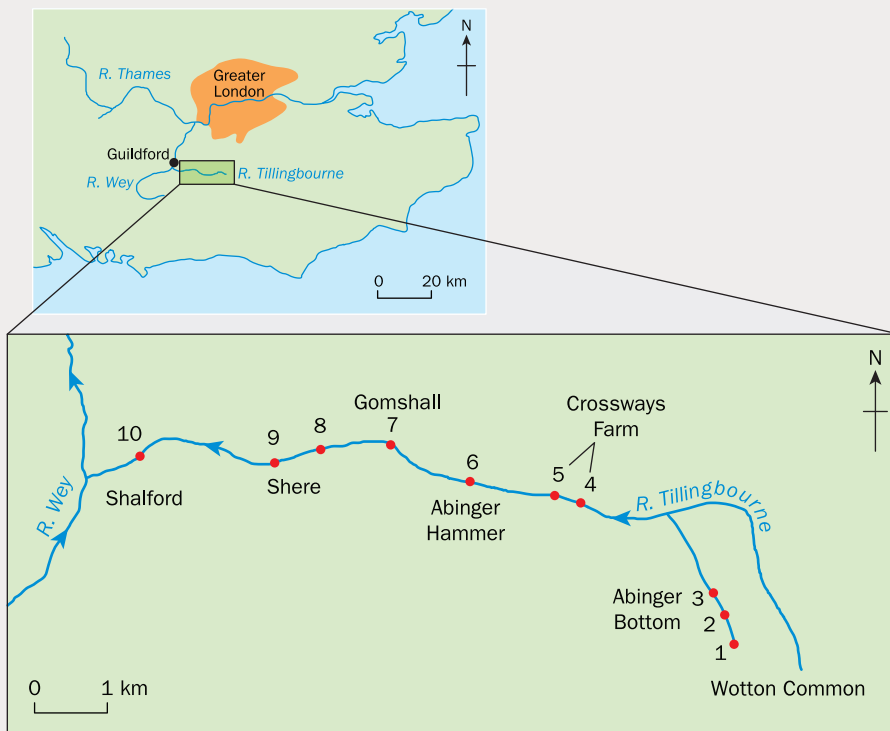 N
R. Thames
Greater
London
Guildford
R. Wey
R. Tillingbourne
0 20 km
N
Gomshall
Crossways
Farm
10
9
8
7
6
5
4
Shalford
Shere
Abinger
Hammer
R. Tillingbourne
R. Wey
Abinger
Bottom
3
2
1
0 1 km
Wotton Common